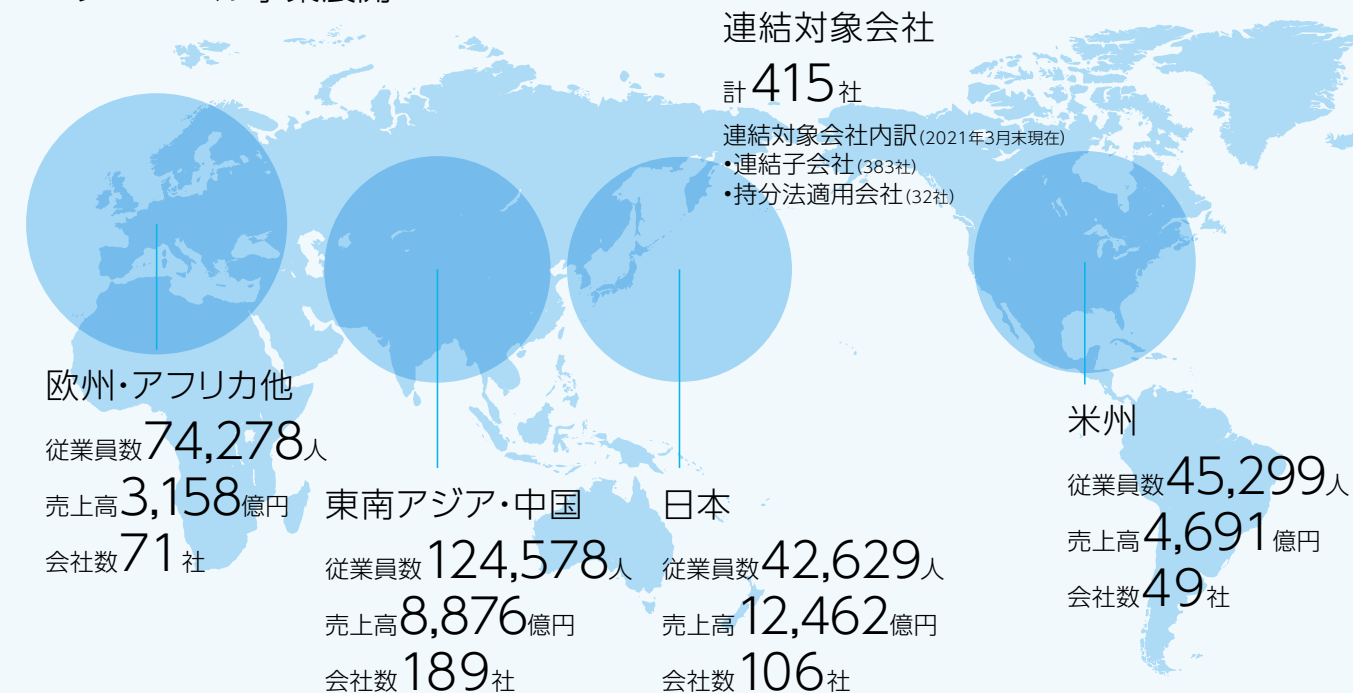 連結対象会社
計415社
連結対象会社内訳(2021年3月末現在)
・連結子会社(383社)
・持分法適用会社(32社)
欧州・アフリカ他
従業員数74,278人
売上高3,158億円
会社数71社
東南アジア・中国
従業員数124,578人
売上高8,876億円
会社数189社
日本
従業員数42,629人
売上高12,462億円
会社数106社
米州
従業員数45,299人
売上高4,691億円
会社数49社